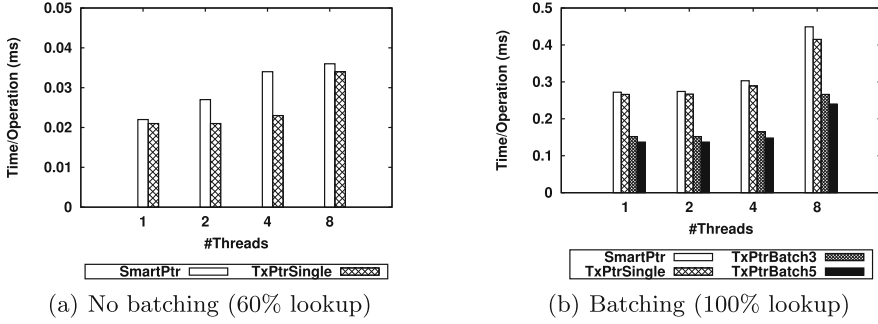 Time/Operation (ms)
0.05
0.04
0.03
0.02
0.01
0
1 2 4 8
#Threads
SmartPtr TxPtrSingle
(a) No batching (60% lookup)
Time/Operation (ms)
0.5
0.4
0.3
0.2
0.1
0
1 2 4 8
#Threads
SmartPtr TxPtrBatch3
TxPtrSingle TxPtrBatch5
(b) Batching (100% lookup)